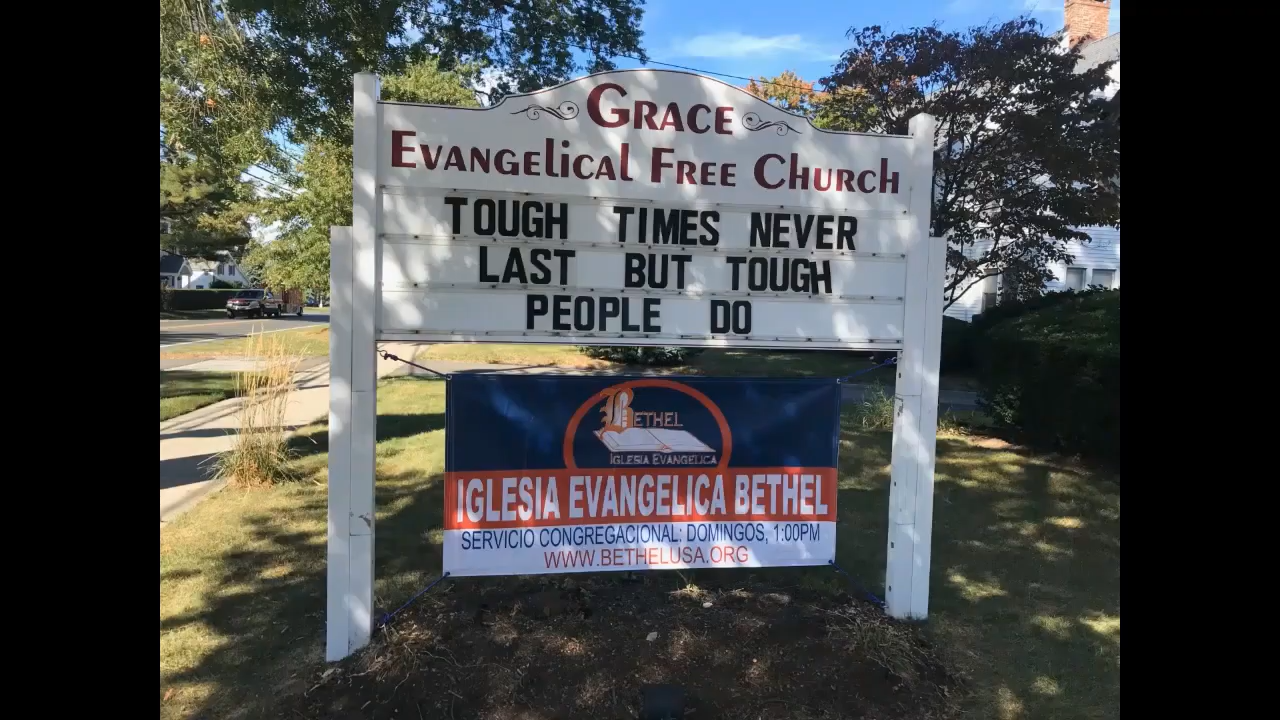 GRACE
EVANGELICAL FREE CHURCH
TOUGH TIMES NEVER
LAST BUT TOUGH
PEOPLE DO
BETHEL
IGLESIA EVANGELICA
IGLESIA EVANGELICA BETHEL
SERVICIO CONGREGACIONAL: DOMINGOS, 1:00PM
WWW.BETHELUSA.ORG